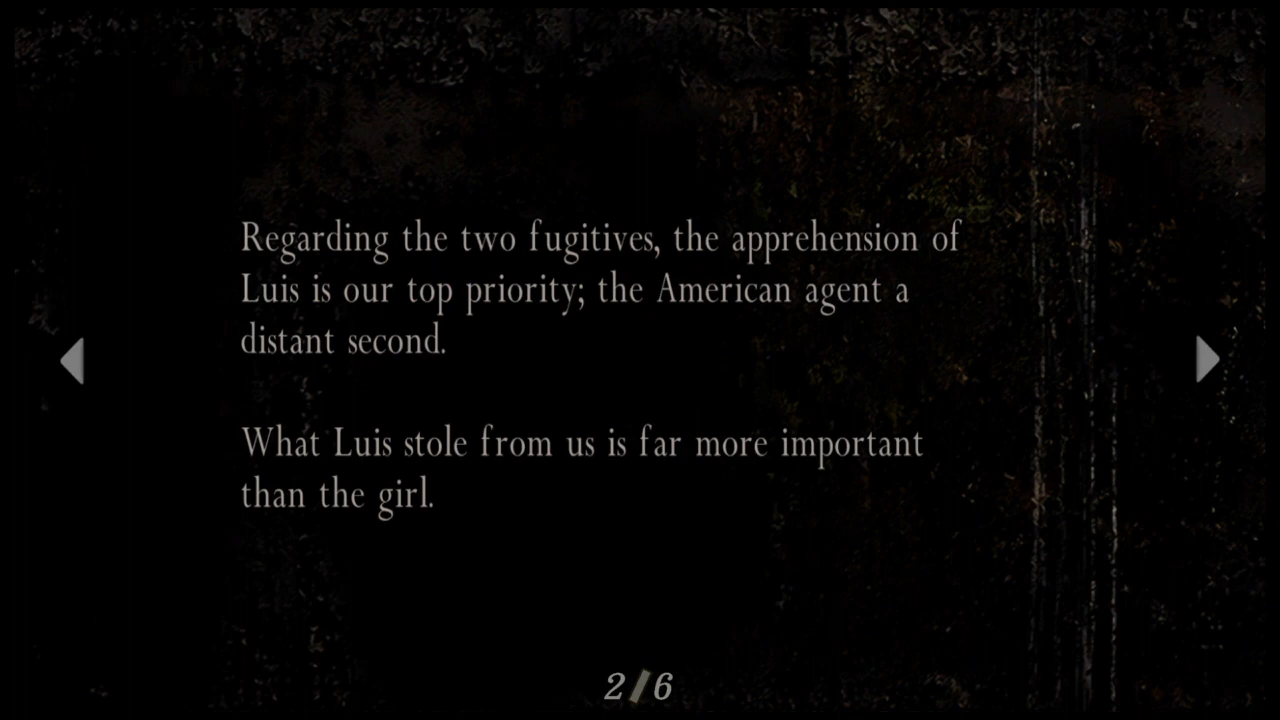 Regarding the two fugitives, the apprehension of
Luis is our top priority; the American agent a
distant second.
What Luis stole from us is far more important
than the girl.
2/6